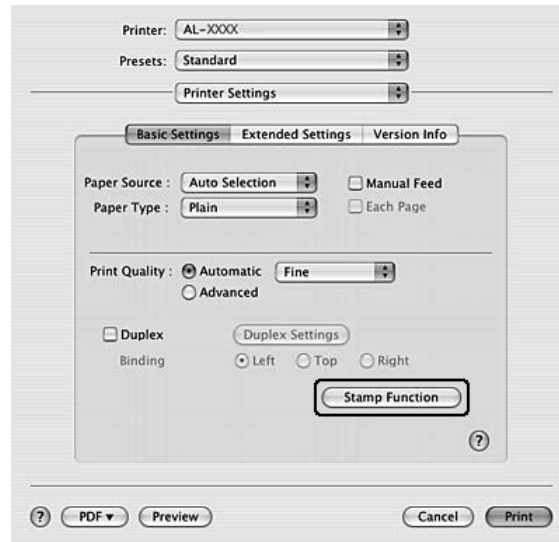 Printer: AL-XXXX
Presets: Standard
Printer Settings
Basic Settings Extended Settings Version Info
Paper Source : Auto Selection Manual Feed
Paper Type : Plain Each Page
Print Quality : Automatic Fine
Advanced
Duplex Duplex Settings
Binding Left Top Right
Stamp Function
?
? PDF ▼ Preview Cancel Print